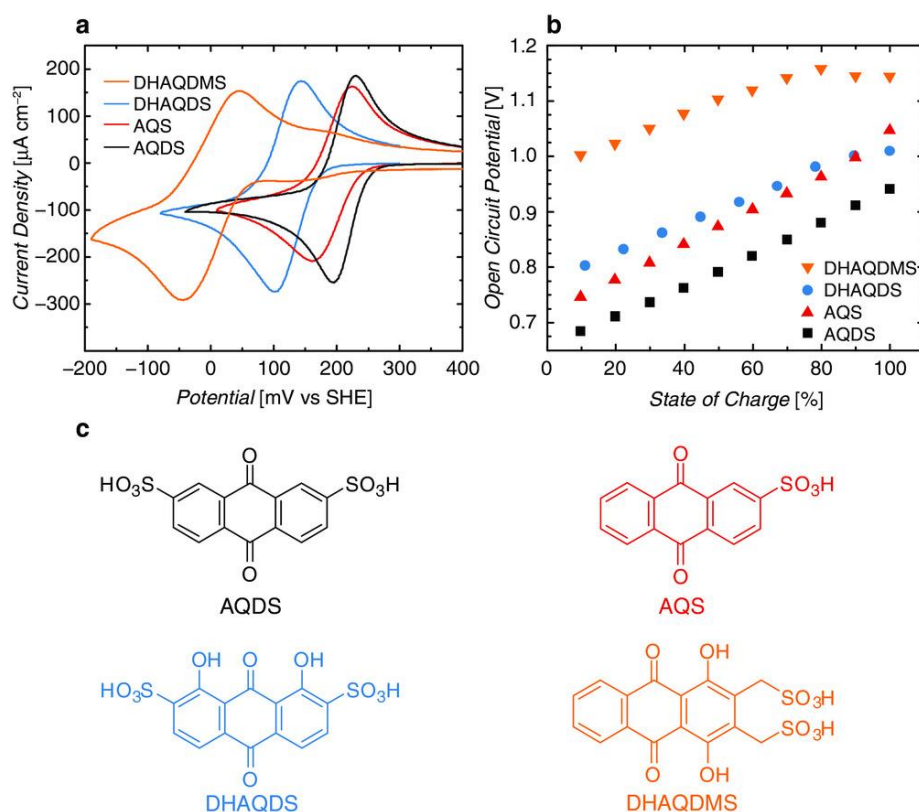 a
200
100
0
−100
−200
−300
−200
−100
0
100
200
300
400
Current Density [µA cm−2]
Potential [mV vs SHE]
DHAQDMS
DHAQDS
AQS
AQDS
b
1.2
1.1
1.0
0.9
0.8
0.7
0
20
40
60
80
100
Open Circuit Potential [V]
State of Charge [%]
DHAQDMS
DHAQDS
AQS
AQDS
c
O
HO3S
SO3H
O
AQDS
O
SO3H
O
AQS
OH O OH
HO3S
SO3H
O
DHAQDS
O OH
SO3H
SO3H
O OH
DHAQDMS